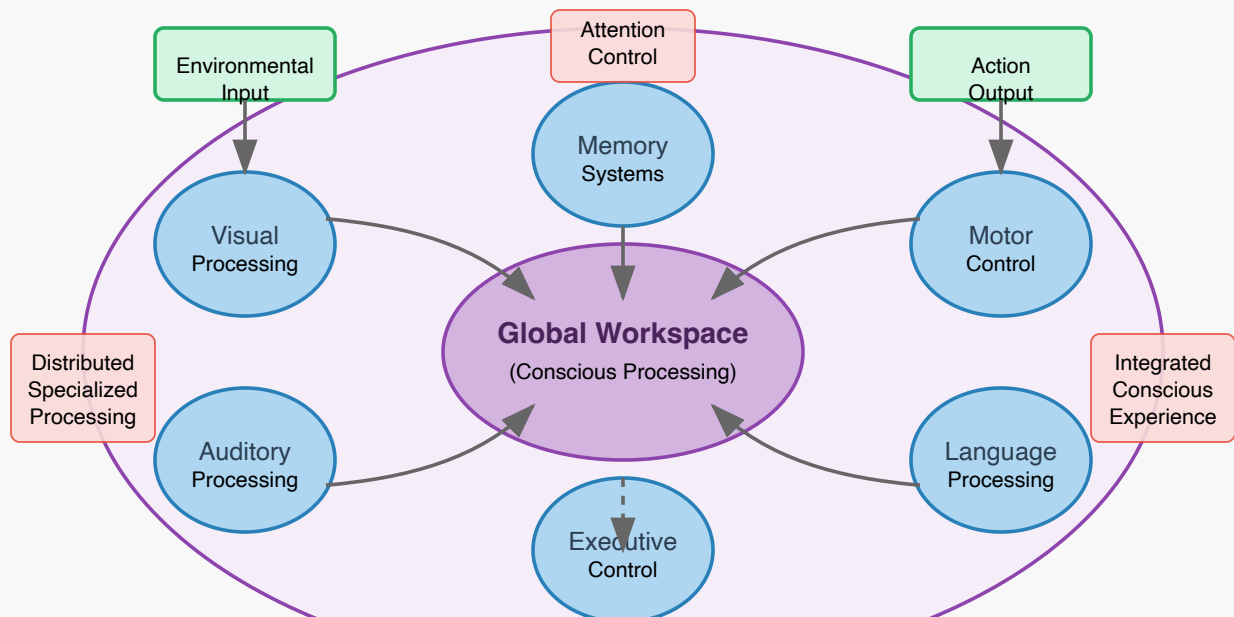 Environmental
Input
Attention
Control
Action
Output
Memory
Systems
Visual
Processing
Motor
Control
Global Workspace
(Conscious Processing)
Distributed
Specialized
Processing
Integrated
Conscious
Experience
Auditory
Processing
Language
Processing
Executive
Control